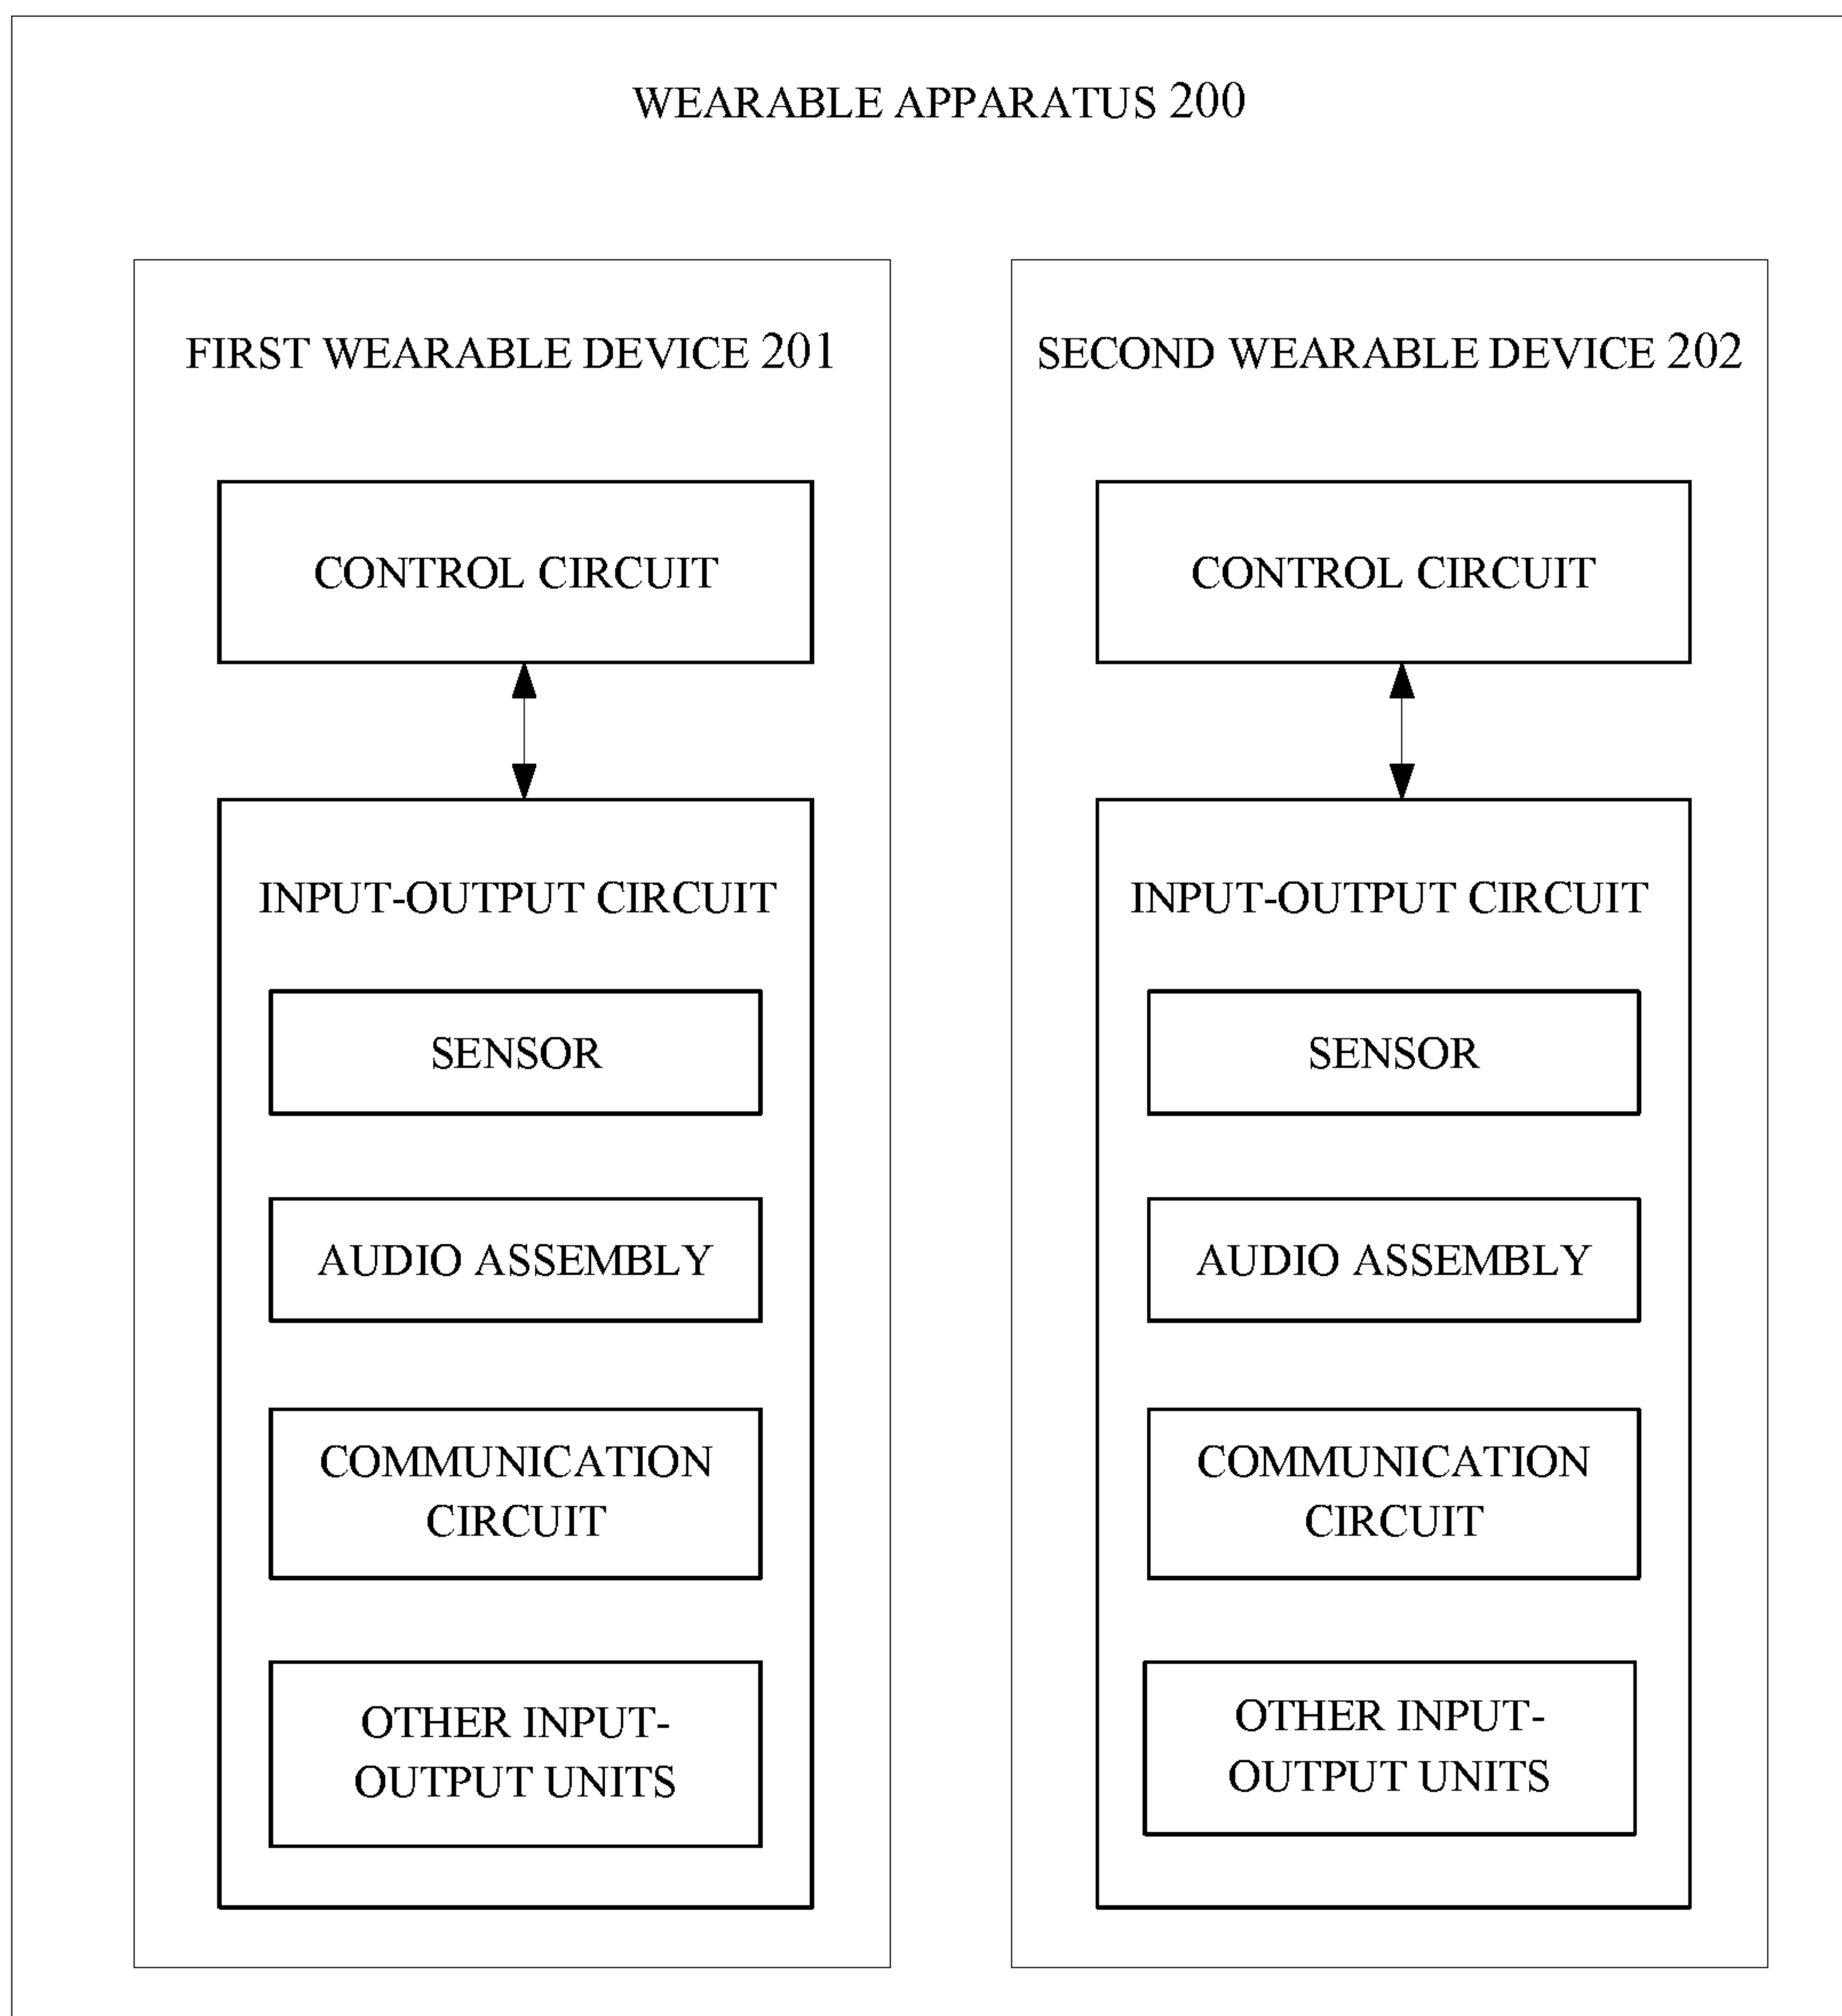 WEARABLE APPARATUS 200
FIRST WEARABLE DEVICE 201
CONTROL CIRCUIT
INPUT-OUTPUT CIRCUIT
SENSOR
AUDIO ASSEMBLY
COMMUNICATION
CIRCUIT
OTHER INPUT-
OUTPUT UNITS
SECOND WEARABLE DEVICE 202
CONTROL CIRCUIT
INPUT-OUTPUT CIRCUIT
SENSOR
AUDIO ASSEMBLY
COMMUNICATION
CIRCUIT
OTHER INPUT-
OUTPUT UNITS